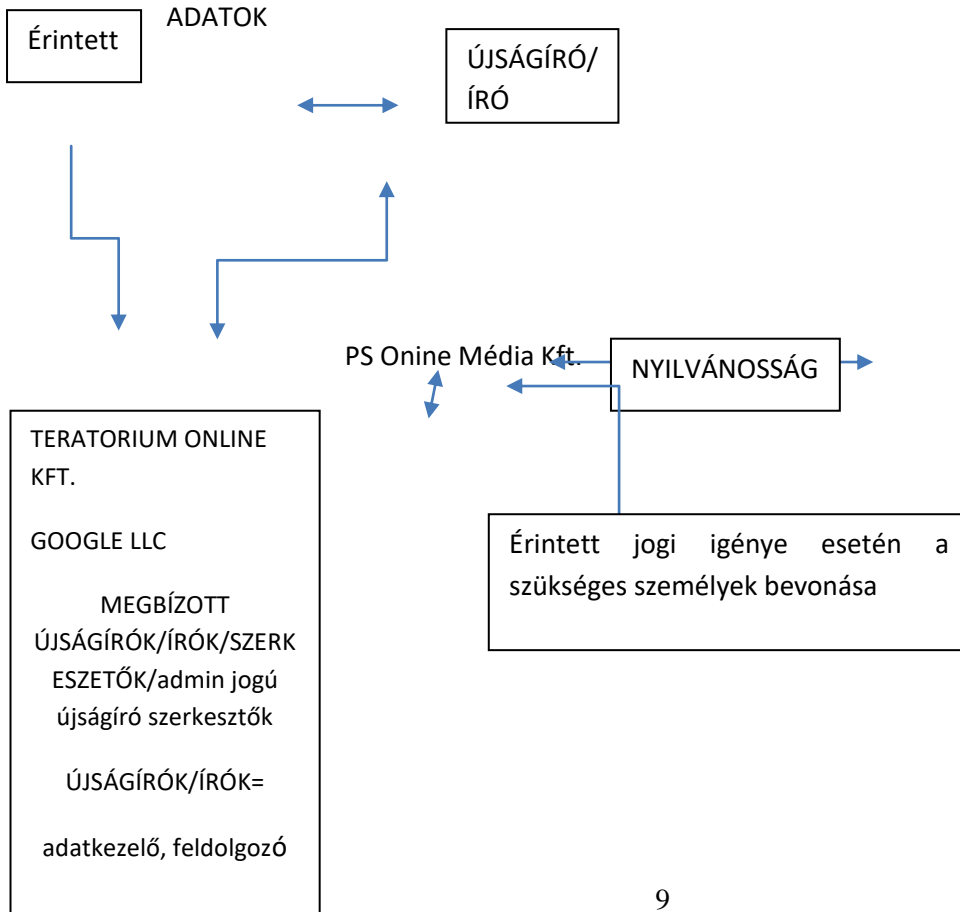 ADATOK
Érintett
ÚJSÁGÍRÓ/
ÍRÓ
PS Onine Média Kft.
NYILVÁNOSSÁG
TERATORIUM ONLINE
KFT.
GOOGLE LLC
MEGBÍZOTT
ÚJSÁGÍRÓK/ÍRÓK/SZERK
ESZETŐK/admin jogú
újságíró szerkesztők
ÚJSÁGÍRÓK/ÍRÓK=
adatkezelő, feldolgozó
Érintett jogi igénye esetén a
szükséges személyek bevonása
9